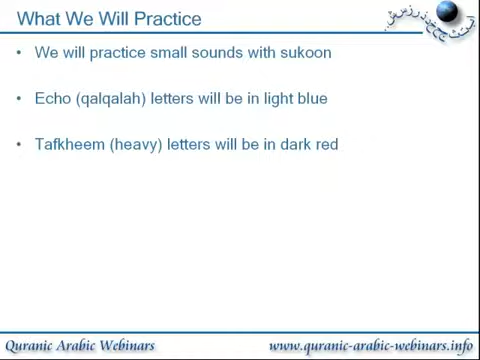 What We Will Practice
• We will practice small sounds with sukoon
• Echo (qalqalah) letters will be in light blue
• Tafkheem (heavy) letters will be in dark red
Quranic Arabic Webinars
www.quranic-arabic-webinars.info